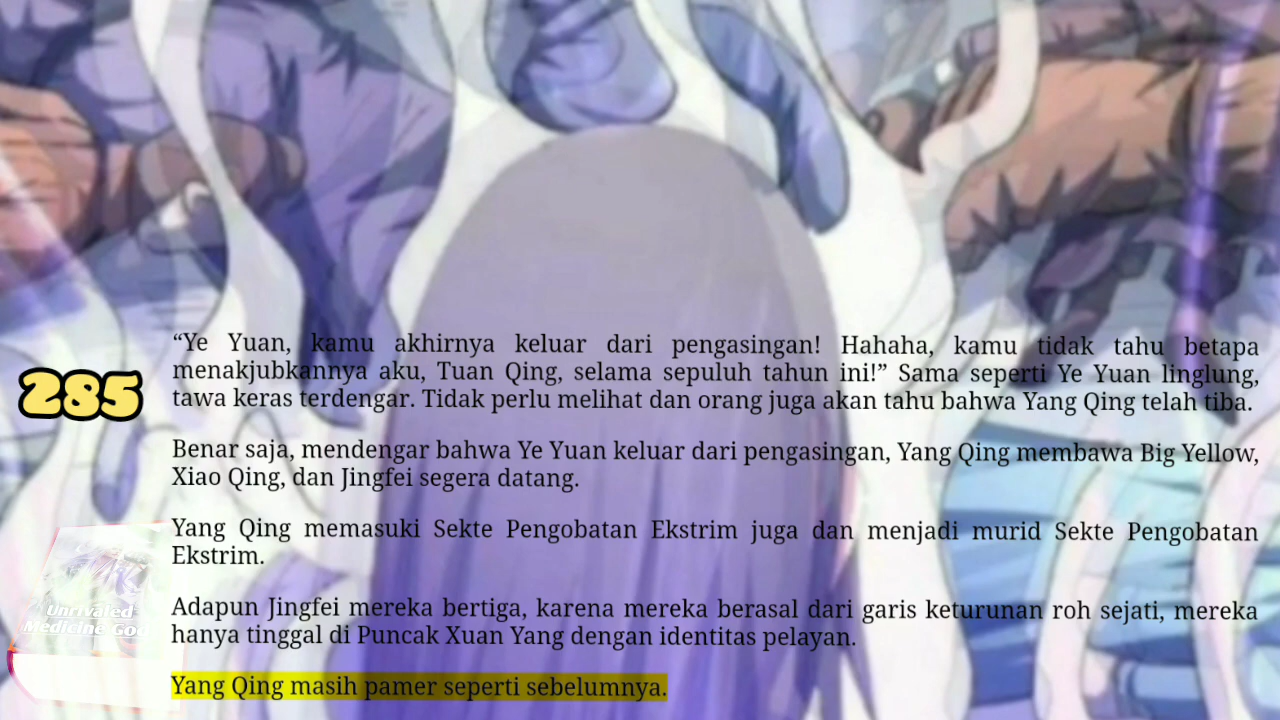 “Ye Yuan, kamu akhirnya keluar dari pengasingan! Hahaha, kamu tidak tahu betapa
menakjubkannya aku, Tuan Qing, selama sepuluh tahun ini!” Sama seperti Ye Yuan linglung,
tawa keras terdengar. Tidak perlu melihat dan orang juga akan tahu bahwa Yang Qing telah tiba.
285
Benar saja, mendengar bahwa Ye Yuan keluar dari pengasingan, Yang Qing membawa Big Yellow,
Xiao Qing, dan Jingfei segera datang.
Yang Qing memasuki Sekte Pengobatan Ekstrim juga dan menjadi murid Sekte Pengobatan
Ekstrim.
Adapun Jingfei mereka bertiga, karena mereka berasal dari garis keturunan roh sejati, mereka
hanya tinggal di Puncak Xuan Yang dengan identitas pelayan.
Unrivaled
Medicine God
Yang Qing masih pamer seperti sebelumnya.